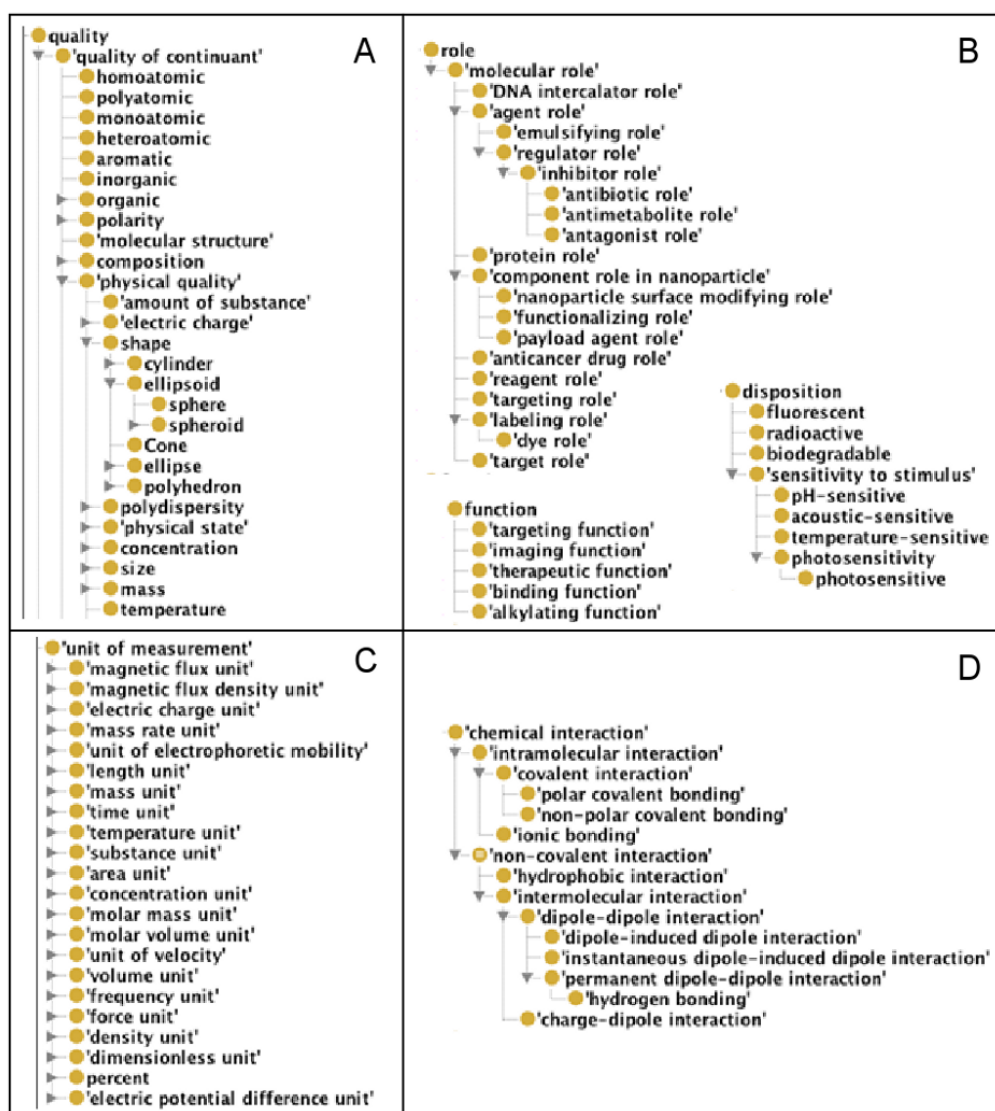 A
quality
'quality of continuant'
homoatomic
polyatomic
monoatomic
heteroatomic
aromatic
inorganic
organic
polarity
'molecular structure'
composition
'physical quality'
'amount of substance'
'electric charge'
shape
cylinder
ellipsoid
sphere
spheroid
Cone
ellipse
polyhedron
polydispersity
'physical state'
concentration
size
mass
temperature
B
role
'molecular role'
'DNA intercalator role'
'agent role'
'emulsifying role'
'regulator role'
'inhibitor role'
'antibiotic role'
'antimetabolite role'
'antagonist role'
'protein role'
'component role in nanoparticle'
'nanoparticle surface modifying role'
'functionalizing role'
'payload agent role'
'anticancer drug role'
'reagent role'
'targeting role'
'labeling role'
'dye role'
'target role'
function
'targeting function'
'imaging function'
'therapeutic function'
'binding function'
'alkylating function'
disposition
fluorescent
radioactive
biodegradable
'sensitivity to stimulus'
pH-sensitive
acoustic-sensitive
temperature-sensitive
photosensitivity
photosensitive
C
'unit of measurement'
'magnetic flux unit'
'magnetic flux density unit'
'electric charge unit'
'mass rate unit'
'unit of electrophoretic mobility'
'length unit'
'mass unit'
'time unit'
'temperature unit'
'substance unit'
'area unit'
'concentration unit'
'molar mass unit'
'molar volume unit'
'unit of velocity'
'volume unit'
'frequency unit'
'force unit'
'density unit'
'dimensionless unit'
percent
'electric potential difference unit'
D
'chemical interaction'
'intramolecular interaction'
'covalent interaction'
'polar covalent bonding'
'non-polar covalent bonding'
'ionic bonding'
'non-covalent interaction'
'hydrophobic interaction'
'intermolecular interaction'
'dipole-dipole interaction'
'dipole-induced dipole interaction'
'instantaneous dipole-induced dipole interaction'
'permanent dipole-dipole interaction'
'hydrogen bonding'
'charge-dipole interaction'